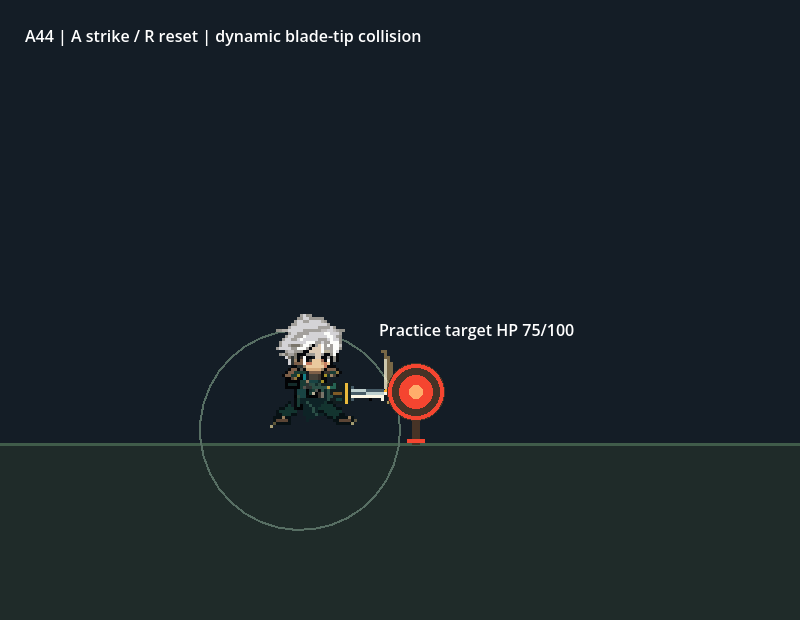 A44 | A strike / R reset | dynamic blade-tip collision
Practice target HP 75/100